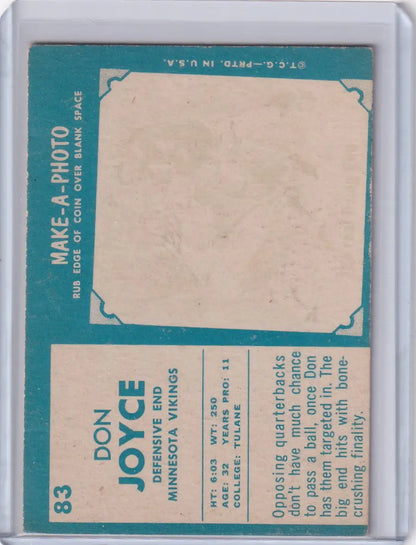 83
DON
JOYCE
DEFENSIVE END
MINNESOTA VIKINGS
HT: 6:03 WT: 250
AGE: 32 YEARS PRO: 11
COLLEGE: TULANE
Opposing quarterbacks
don't have much chance
to pass a ball, once Don
has them targeted in. The
big end hits with bone-
crushing finality.
MAKE-A-PHOTO
RUB EDGE OF COIN OVER BLANK SPACE
©T.C.G.—PRTD. IN U.S.A.